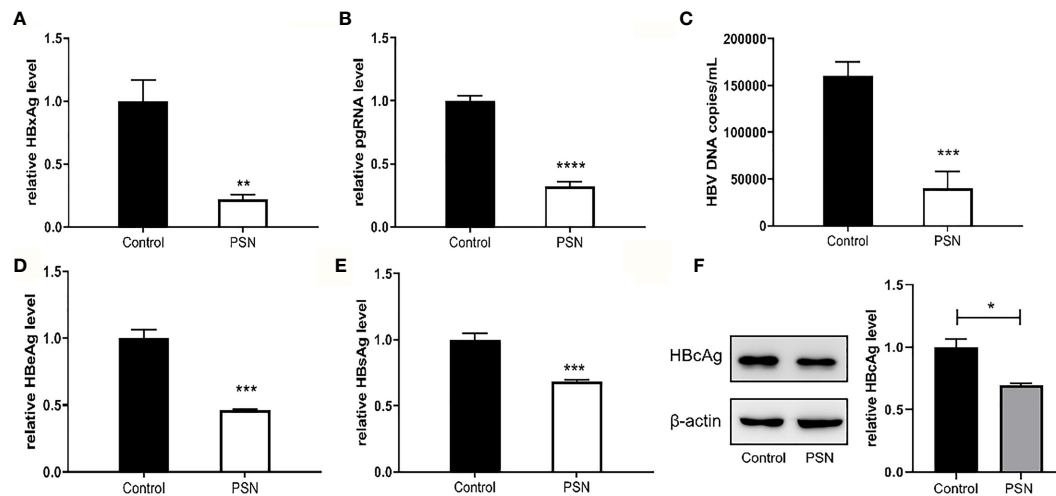 A
relative HBxAg level
1.5
1.0
0.5
0.0
**
Control
PSN
B
relative pgRNA level
1.5
1.0
0.5
0.0
****
Control
PSN
C
HBV DNA copies/mL
200000
150000
100000
50000
0
***
Control
PSN
D
relative HBeAg level
1.5
1.0
0.5
0.0
***
Control
PSN
E
relative HBsAg level
1.5
1.0
0.5
0.0
***
Control
PSN
F
HBcAg
β-actin
Control PSN
relative HBcAg level
1.5
1.0
0.5
0.0
*
Control
PSN